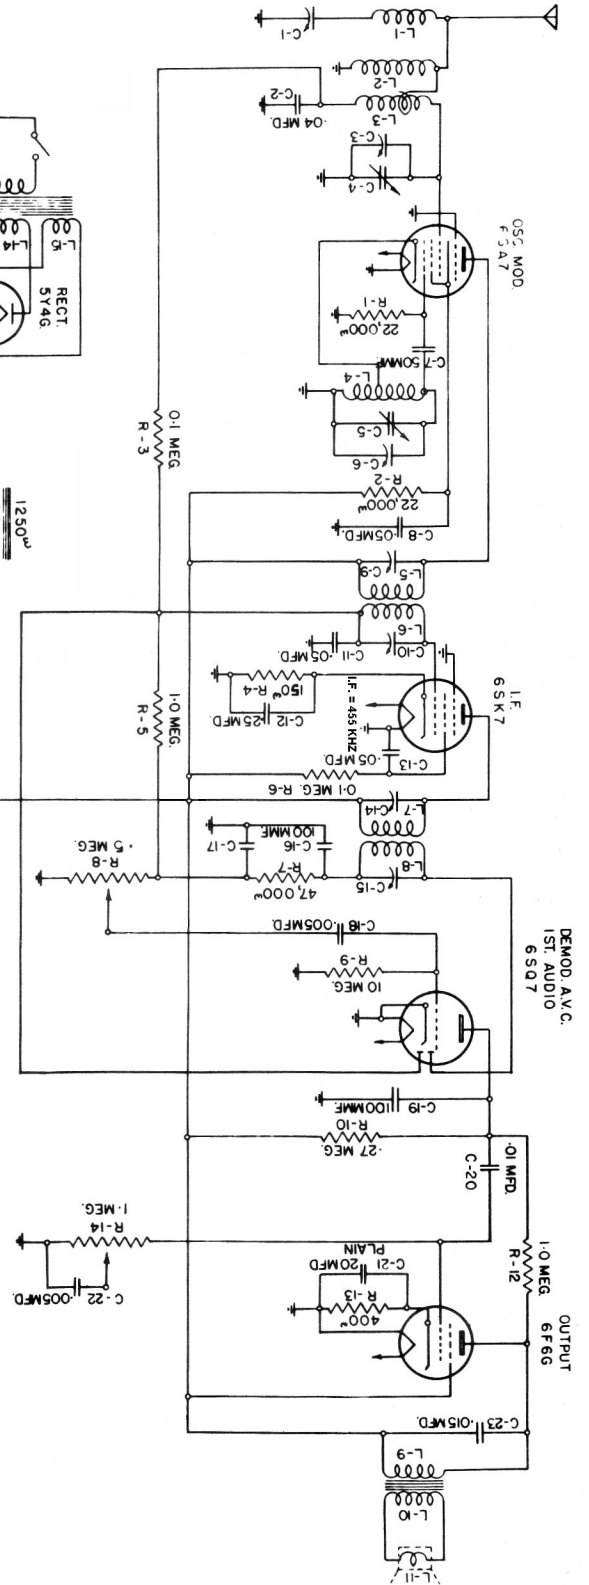 C-1
L-1
L-2
L-3
C-2
.04 MFD.
C-3
C-4
OSC. MOD.
6SA7
R-1
22,000ω
C-7 50MMF
L-4
C-5
C-6
R-2
22,000ω
C-8 .05MFD.
L-14
L-15
RECT.
5Y4G.
0.1 MEG.
R-3
1250ω
C-9
L-5
L-6
C-10
C-11
.05MFD.
I.F.
6SK7
150ω R-4
C-12
.25MFD.
I.F. = 455 KHZ
C-13
.05 MFD.
0.1 MEG. R-6
1.0 MEG.
R-5
C-14
L-7
L-8
C-15
C-16
100 MMF.
C-17
R-7
47,000ω
R-8
.5 MEG.
C-18 .005MFD.
R-9
10 MEG.
DEMOD. A.V.C.
1ST. AUDIO
6SQ7
C-19 100MMF.
R-10
.27 MEG.
.01 MFD.
C-20
R-14
1. MEG.
C-22 .005MFD.
C-21 20MFD
PLAIN
R-13
400ω
1.0 MEG.
R-12
OUTPUT
6F6G
C-23 .015MFD.
L-9
L-10
L-11